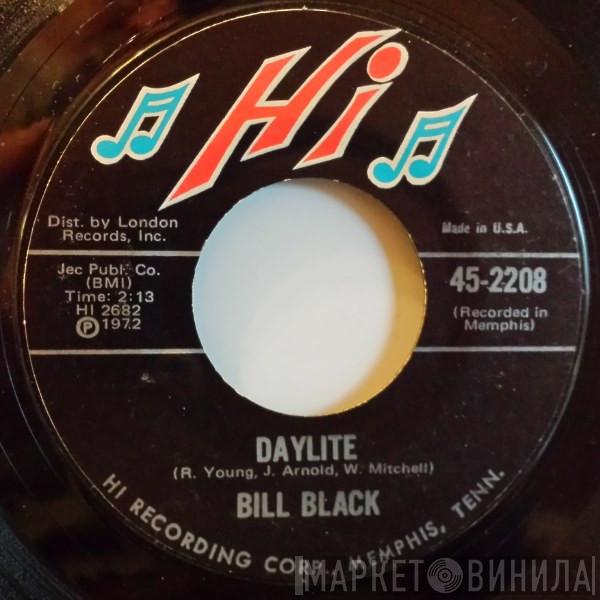 Hi
Dist. by London
Records, Inc.
Made in U.S.A.
Jec Publ. Co.
(BMI)
Time: 2:13
HI 2682
Ⓟ 1972
45-2208
(Recorded in
Memphis)
DAYLITE
(R. Young, J. Arnold, W. Mitchell)
BILL BLACK
HI RECORDING CORP. MEMPHIS, TENN.
МАРКЕТ ВИНИЛА